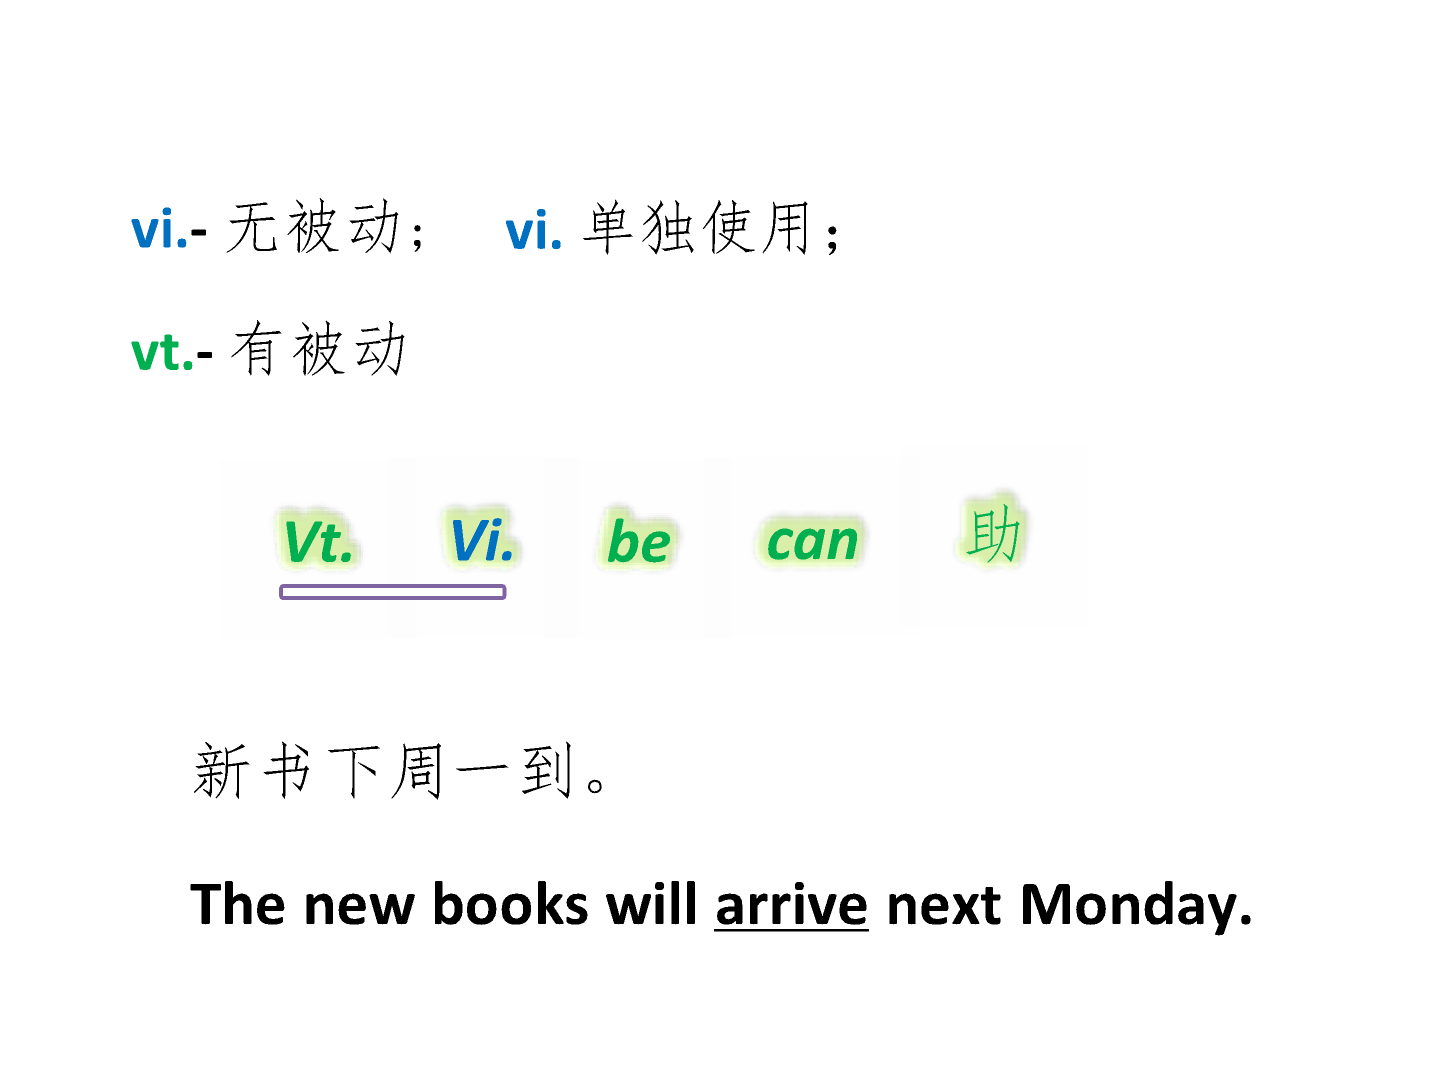 vi.- 无被动； vi. 单独使用；
vt.- 有被动
Vt. Vi. be can 助
新书下周一到。
The new books will arrive next Monday.